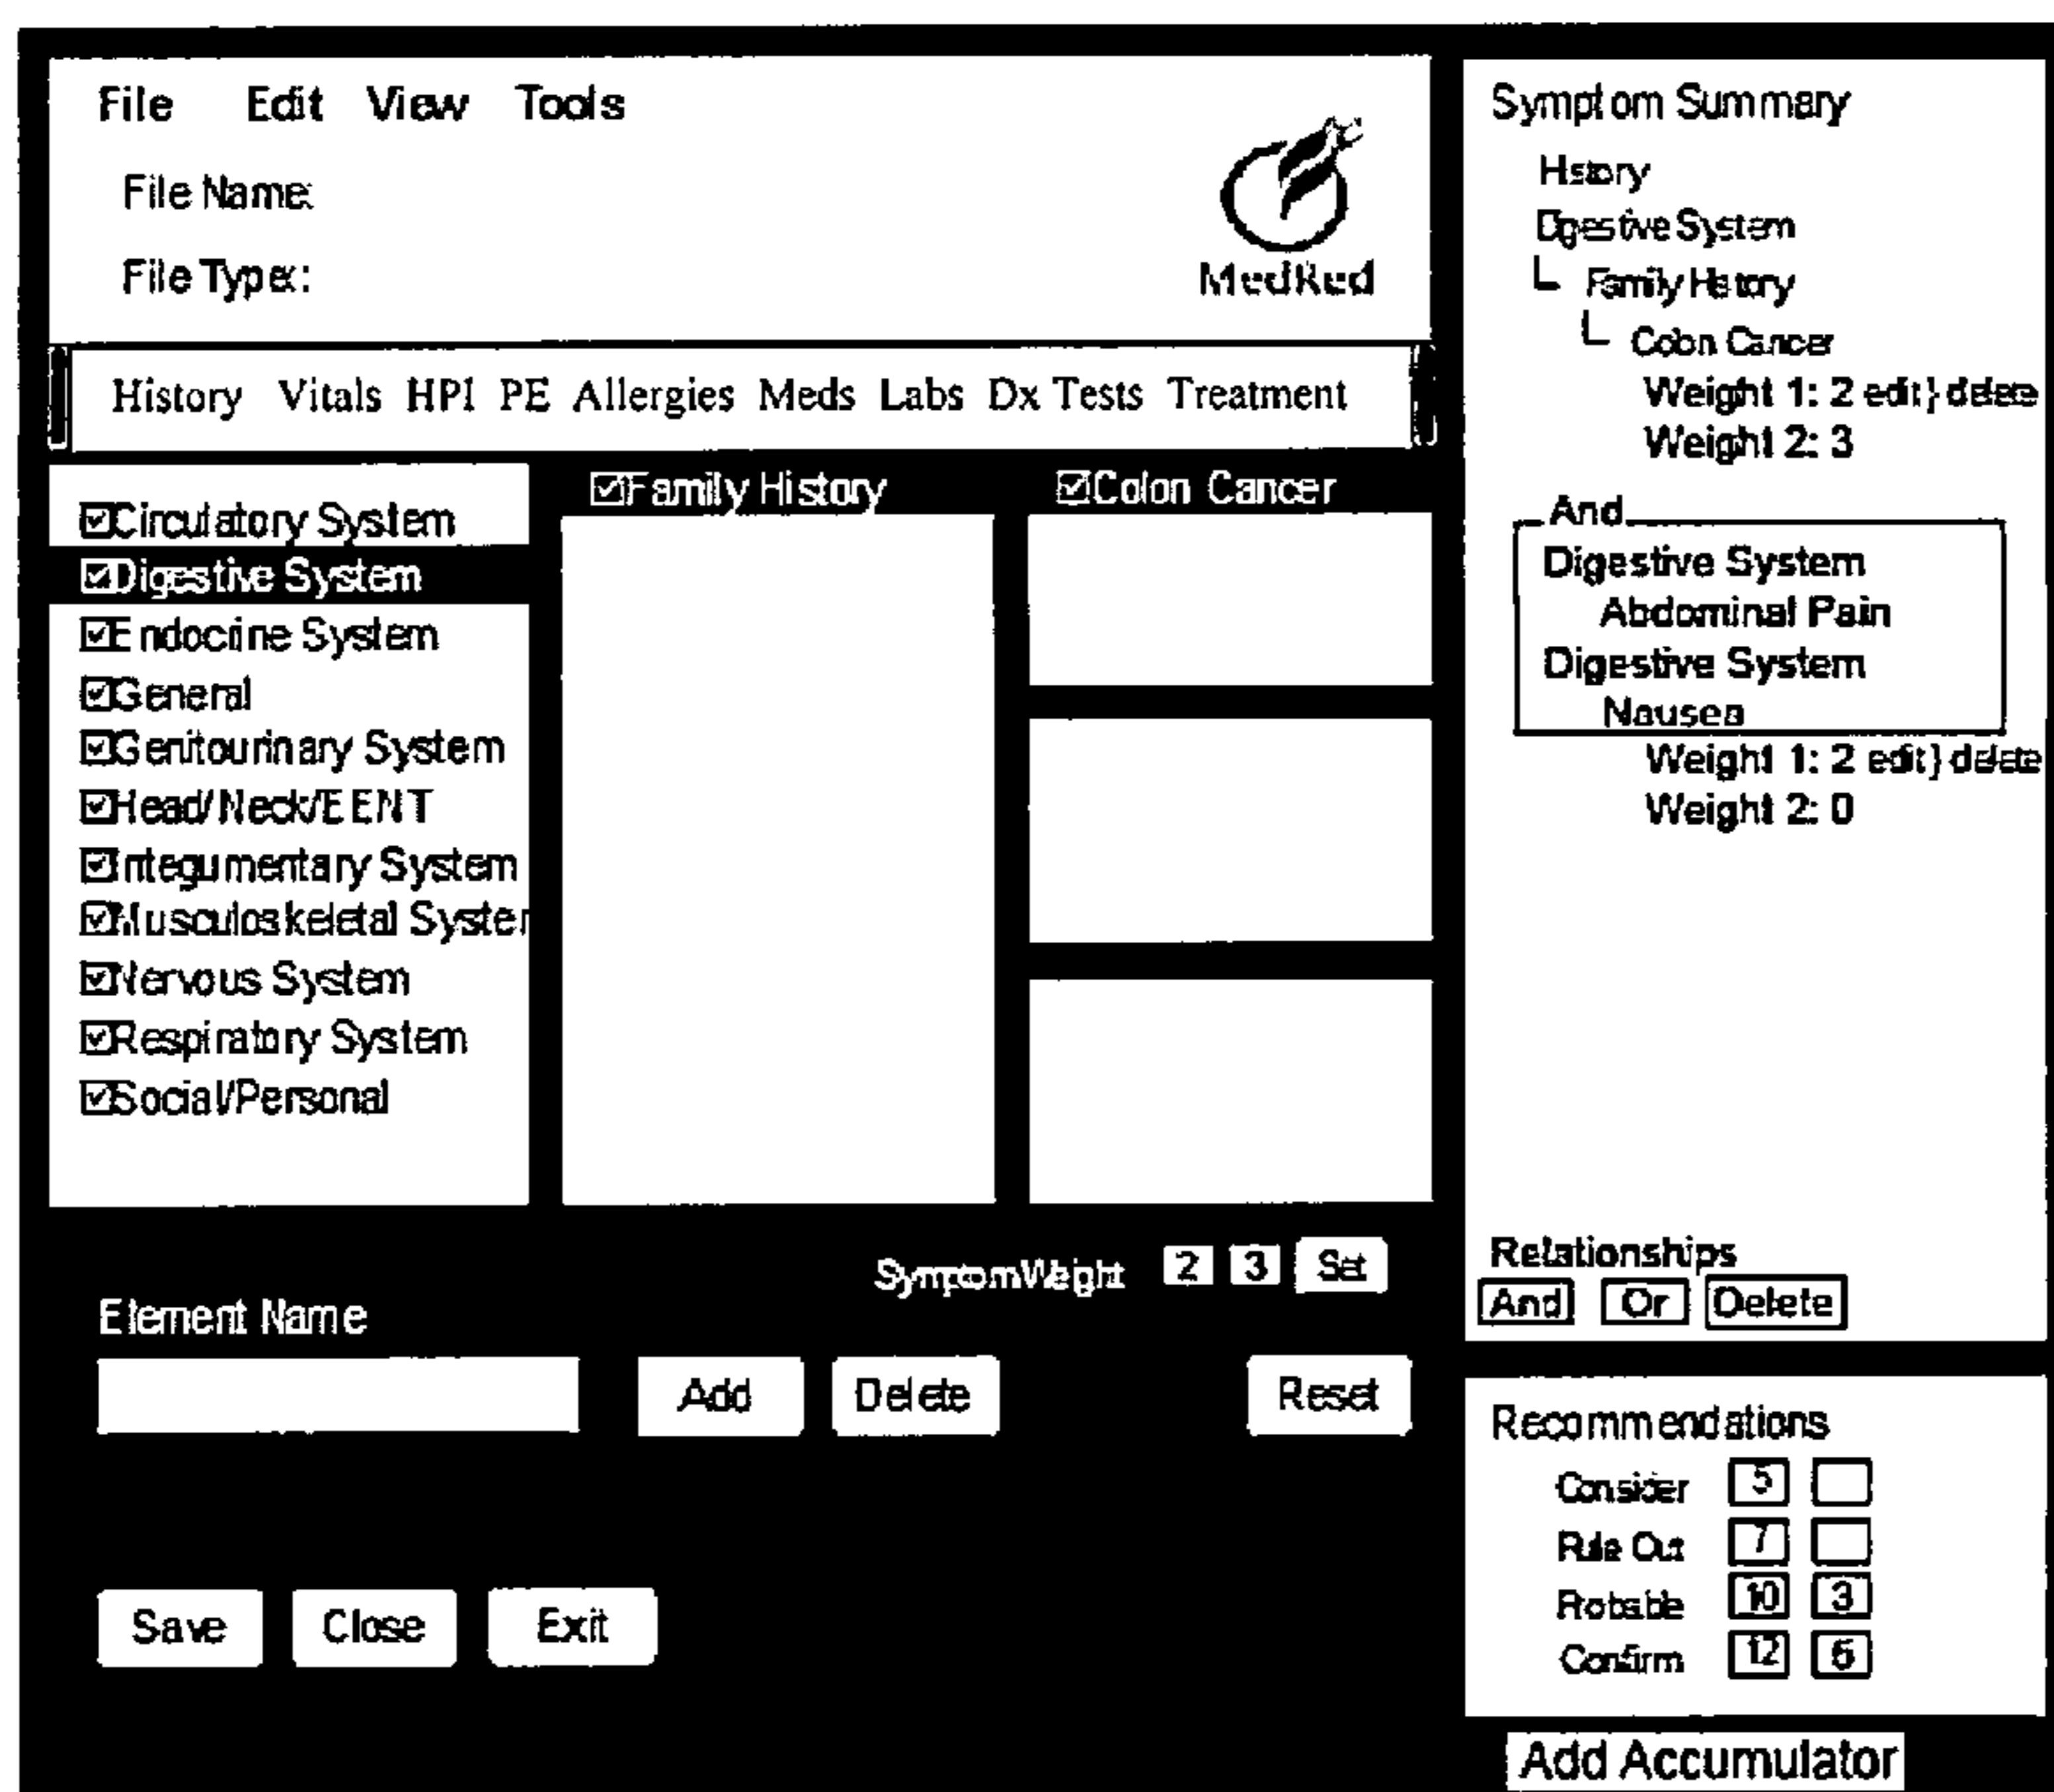 File Edit View Tools
File Name:
File Type:
MedRed
History Vitals HPI PE Allergies Meds Labs Dx Tests Treatment
Circulatory System
Digestive System
Endocrine System
General
Genitourinary System
Head/Neck/EENT
Integumentary System
Musculoskeletal System
Nervous System
Respiratory System
Social/Personal
Family History
Colon Cancer
Symptom Weight 2 3 Set
Element Name
Add Delete Reset
Save Close Exit
Symptom Summary
History
Digestive System
Family History
Colon Cancer
Weight 1: 2 edit} delete
Weight 2: 3
And
Digestive System
Abdominal Pain
Digestive System
Nausea
Weight 1: 2 edit} delete
Weight 2: 0
Relationships
And Or Delete
Recommendations
Consider 5
Rule Out 7
Probable 10 3
Confirm 12 6
Add Accumulator